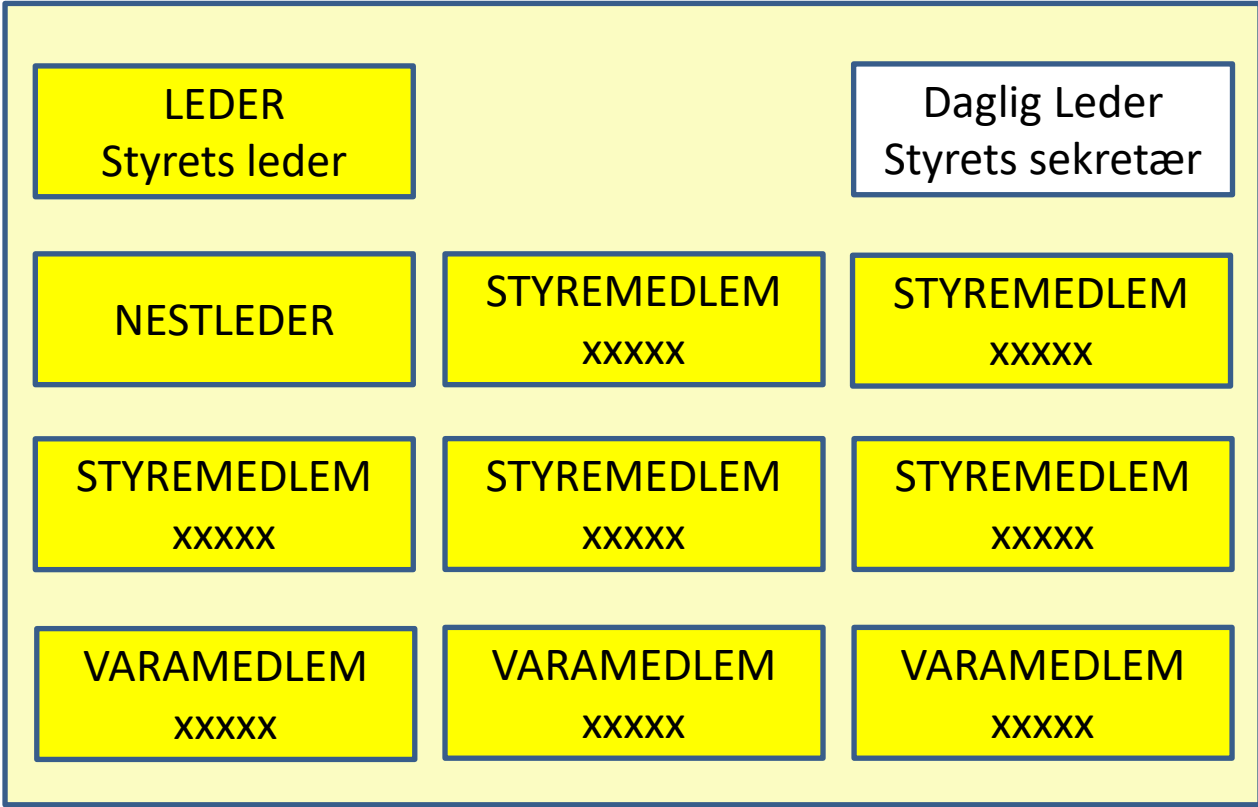 LEDER
Styrets leder
Daglig Leder
Styrets sekretær
NESTLEDER
STYREMEDLEM
xxxxx
STYREMEDLEM
xxxxx
STYREMEDLEM
xxxxx
STYREMEDLEM
xxxxx
STYREMEDLEM
xxxxx
VARAMEDLEM
xxxxx
VARAMEDLEM
xxxxx
VARAMEDLEM
xxxxx